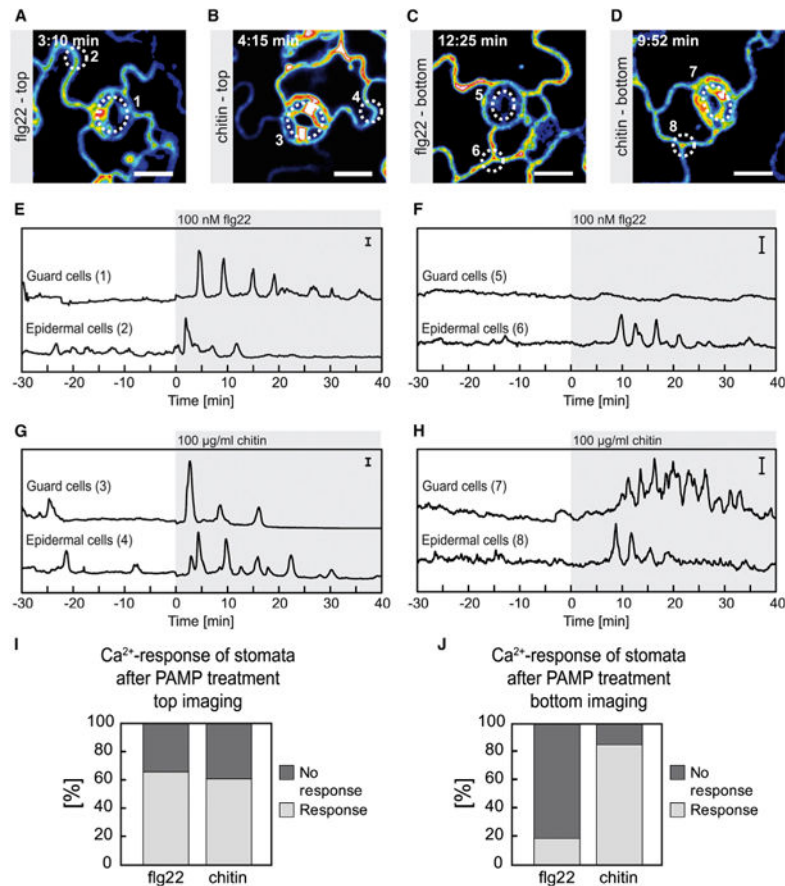 A B C D
flg22 - top
3:10 min
2
1
chitin - top
4:15 min
4
3
flg22 - bottom
12:25 min
5
6
chitin - bottom
9:52 min
7
8
E
100 nM flg22
Guard cells (1)
Epidermal cells (2)
-30 -20 -10 0 10 20 30 40
Time [min]
F
100 nM flg22
Guard cells (5)
Epidermal cells (6)
-30 -20 -10 0 10 20 30 40
Time [min]
G
100 µg/ml chitin
Guard cells (3)
Epidermal cells (4)
-30 -20 -10 0 10 20 30 40
Time [min]
H
100 µg/ml chitin
Guard cells (7)
Epidermal cells (8)
-30 -20 -10 0 10 20 30 40
Time [min]
I
Ca²⁺-response of stomata
after PAMP treatment
top imaging
[%]
100
80
60
40
20
0
flg22 chitin
No
response
Response
J
Ca²⁺-response of stomata
after PAMP treatment
bottom imaging
[%]
100
80
60
40
20
0
flg22 chitin
No
response
Response